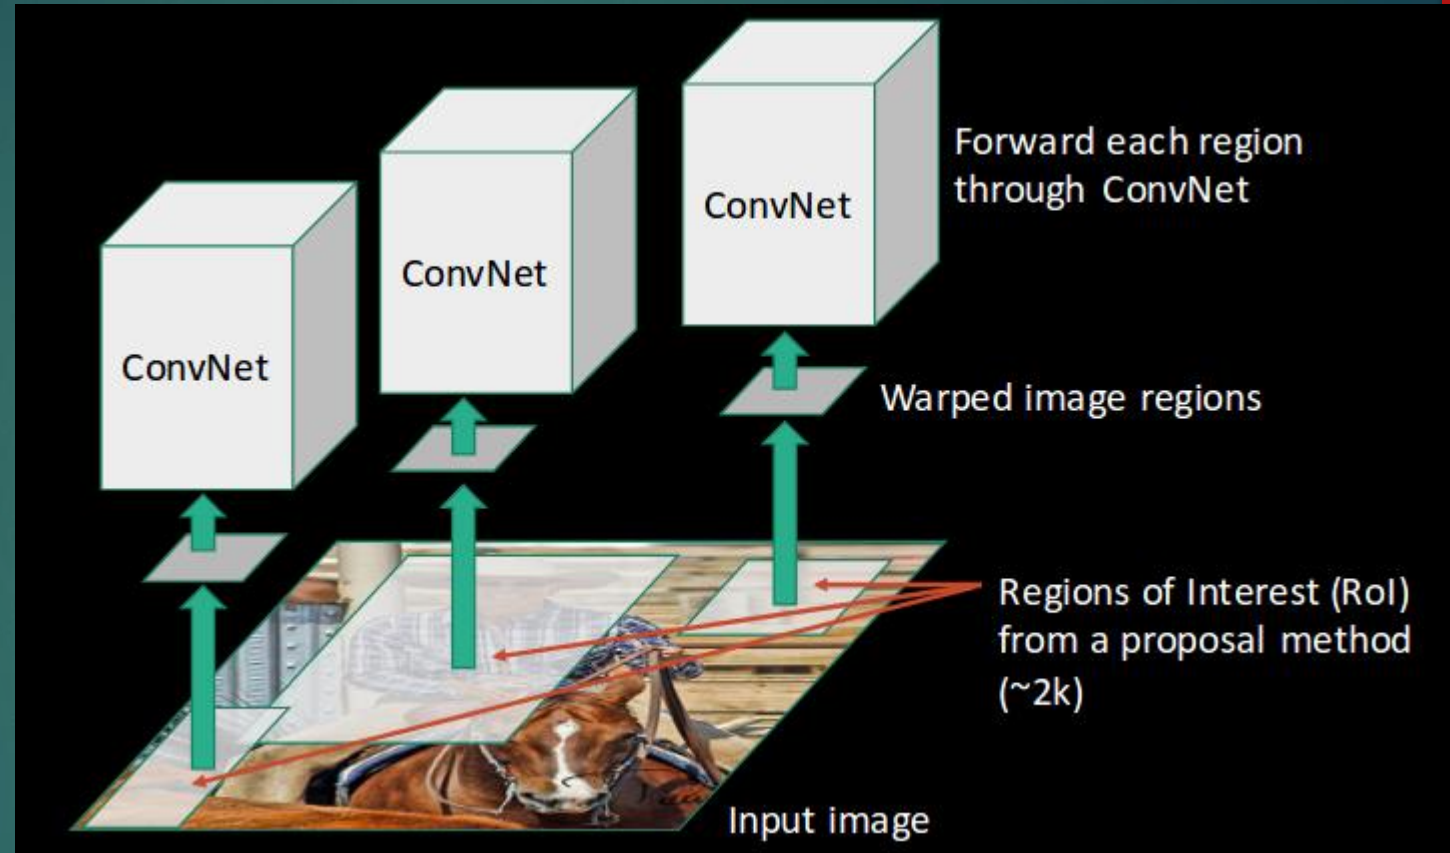 ConvNet
Forward each region
through ConvNet
ConvNet
ConvNet
Warped image regions
Regions of Interest (RoI)
from a proposal method
(~2k)
Input image